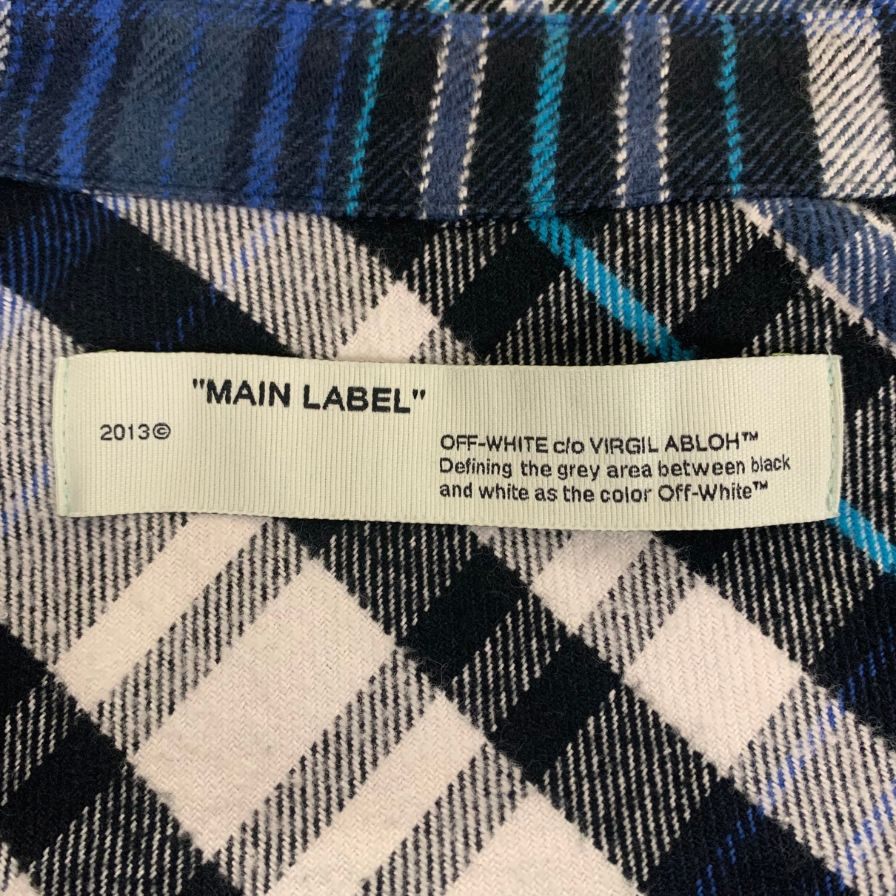 "MAIN LABEL"
2013©
OFF-WHITE c/o VIRGIL ABLOH™
Defining the grey area between black
and white as the color Off-White™